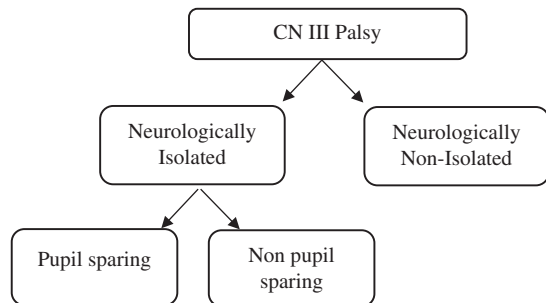 CN III Palsy
Neurologically
Isolated
Neurologically
Non-Isolated
Pupil sparing
Non pupil
sparing